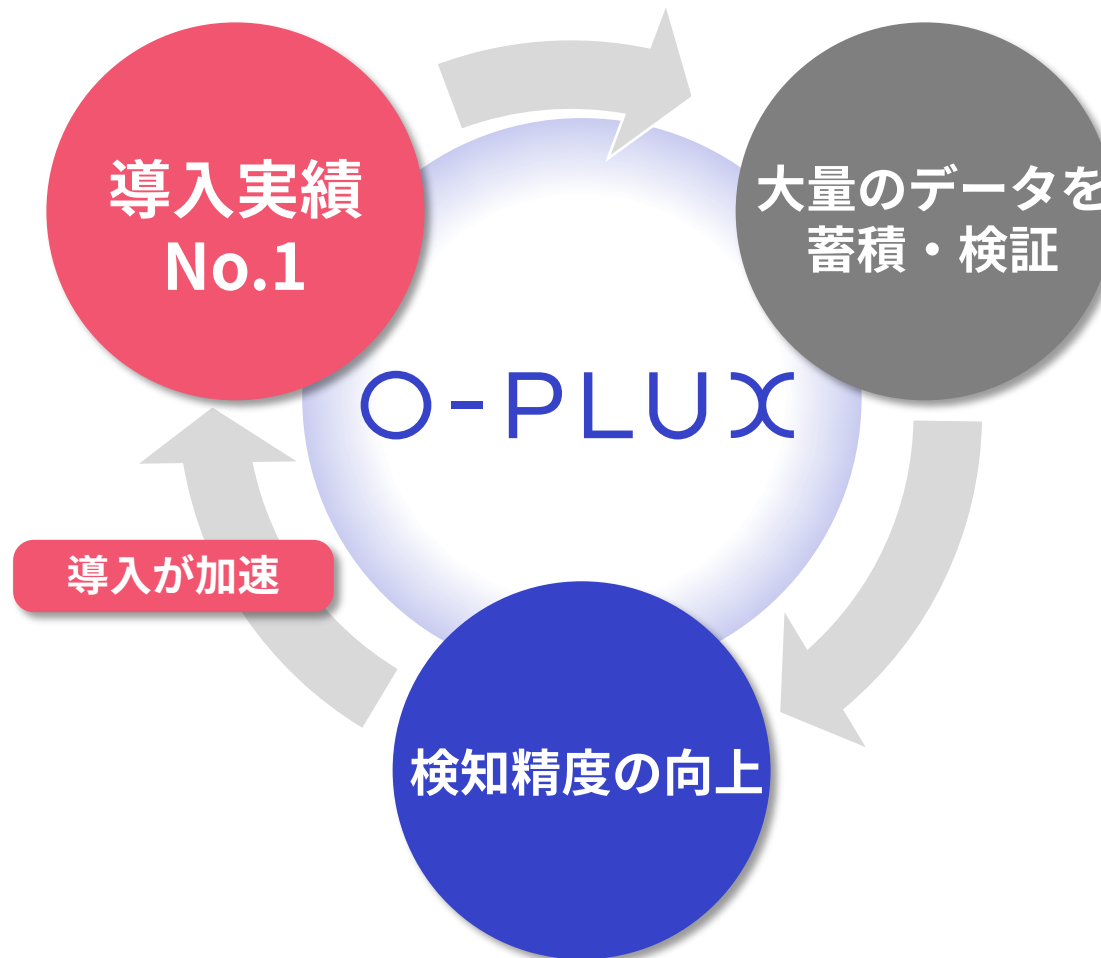 導入実績
No.1
大量のデータを
蓄積・検証
O-PLUX
導入が加速
検知精度の向上